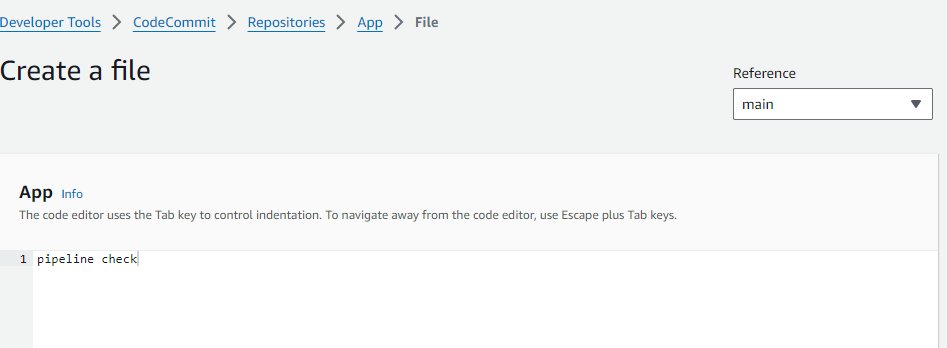 Developer Tools > CodeCommit > Repositories > App > File
Create a file
Reference
main
App Info
The code editor uses the Tab key to control indentation. To navigate away from the code editor, use Escape plus Tab keys.
1 pipeline check